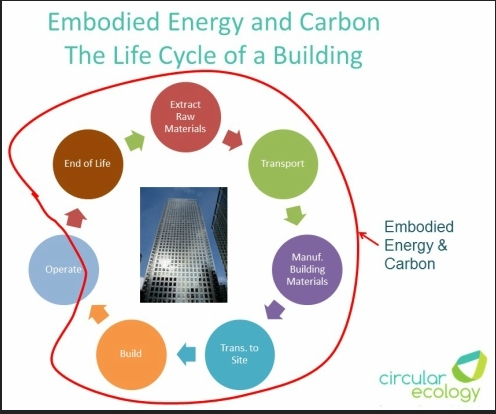 Embodied Energy and Carbon
The Life Cycle of a Building
Extract
Raw
Materials
Transport
Manuf.
Building
Materials
Trans. to
Site
Build
Operate
End of Life
Embodied
Energy &
Carbon
circular
ecology